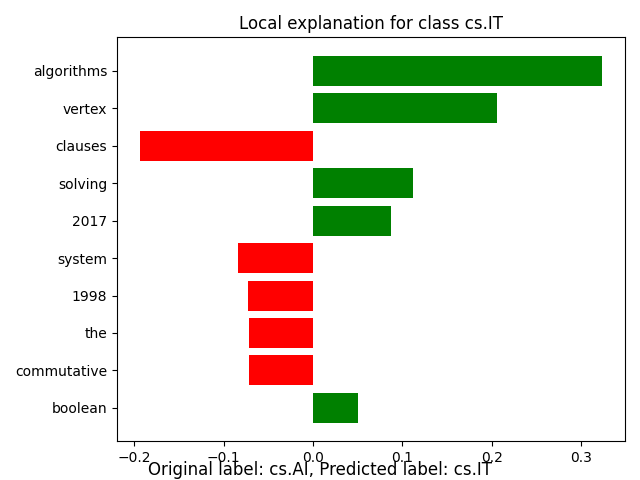 Local explanation for class cs.IT
algorithms
vertex
clauses
solving
2017
system
1998
the
commutative
boolean
−0.2 −0.1 0.0 0.1 0.2 0.3
Original label: cs.AI, Predicted label: cs.IT